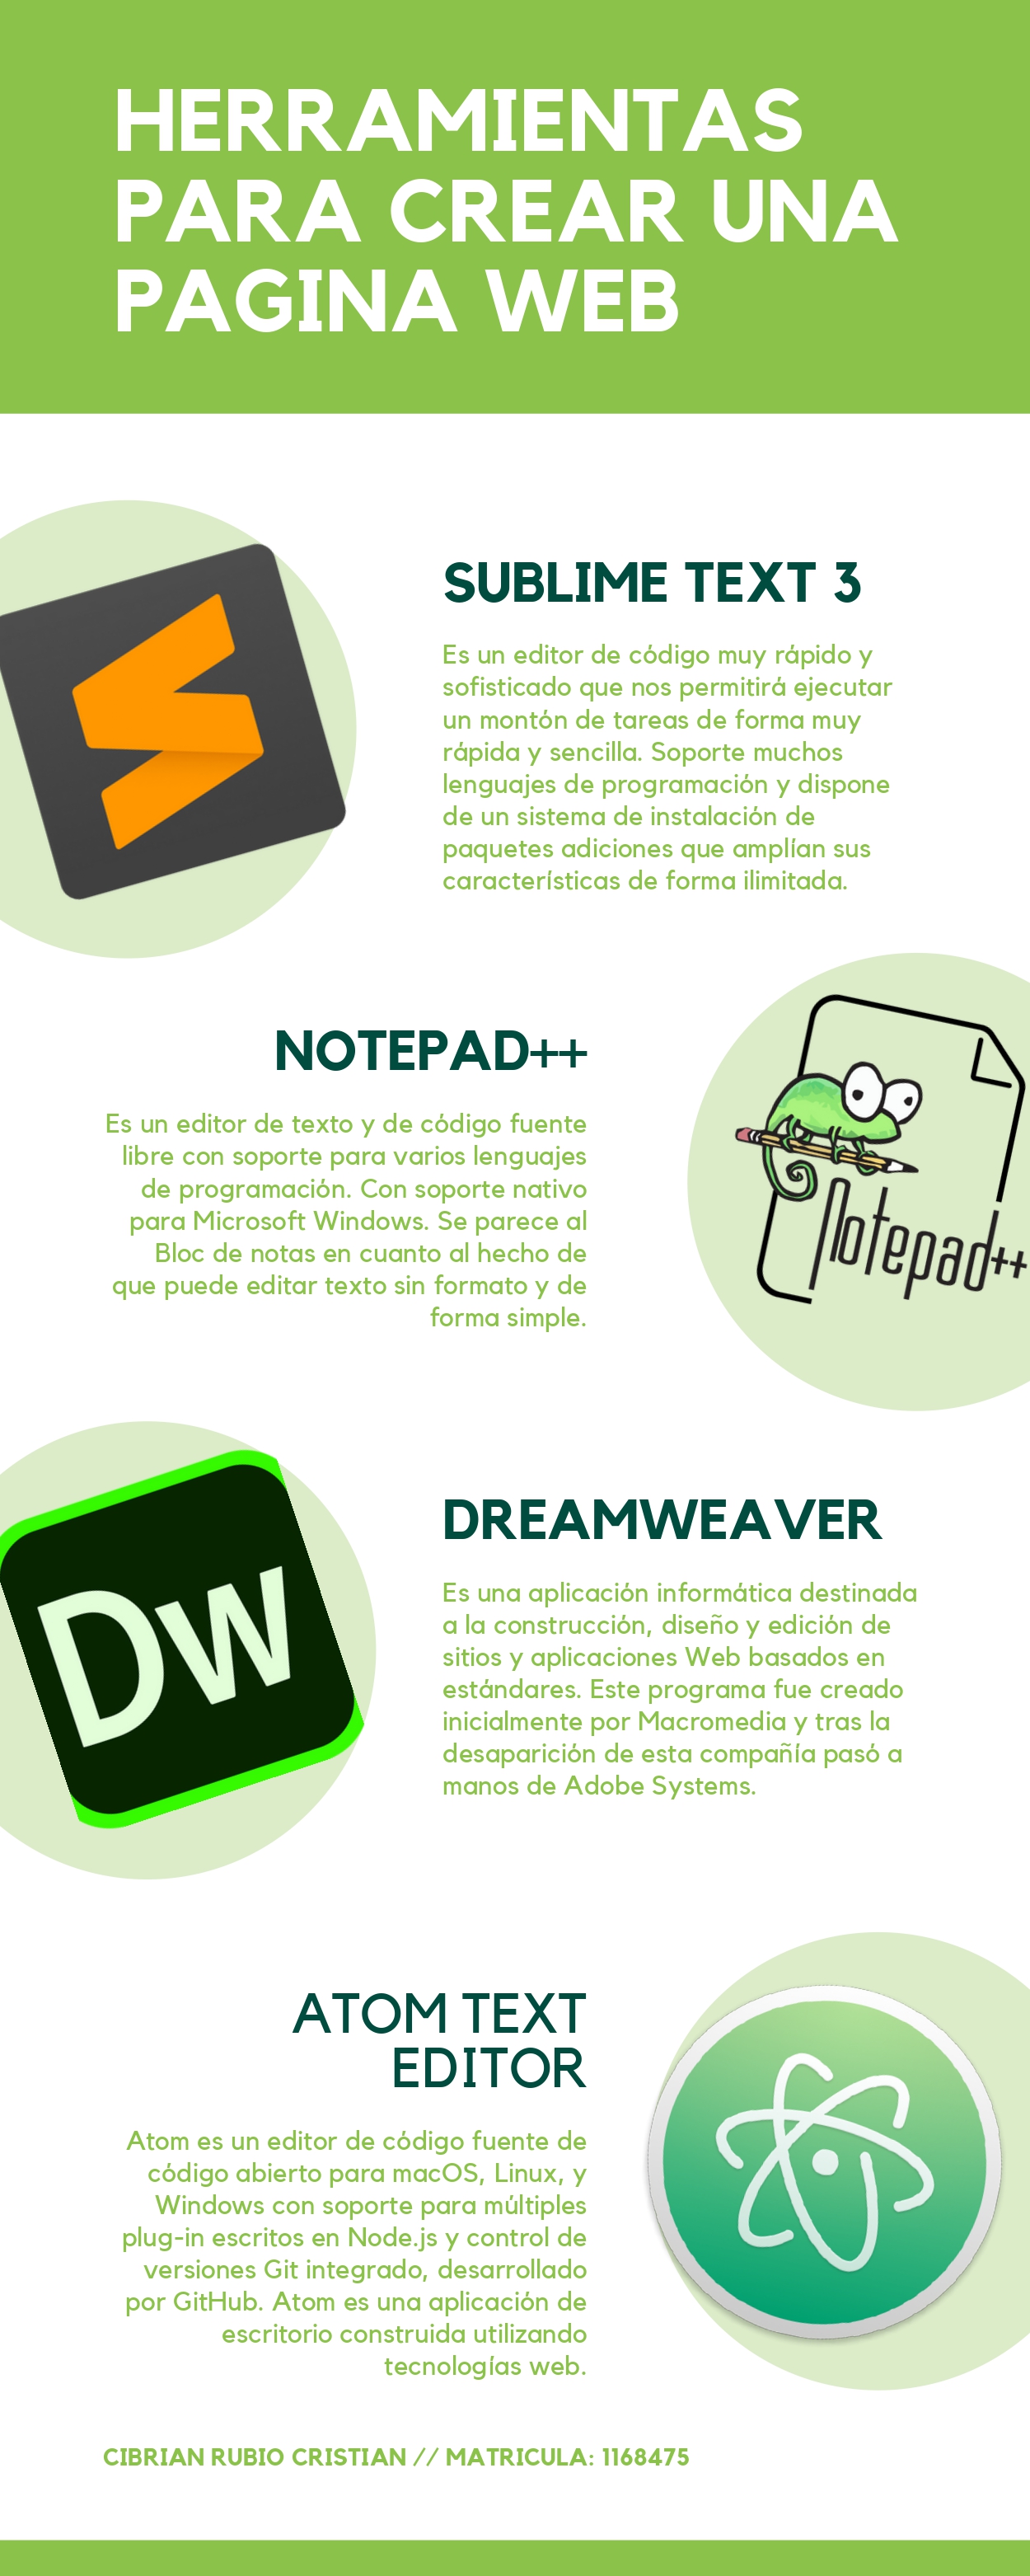 HERRAMIENTAS
PARA CREAR UNA
PAGINA WEB
SUBLIME TEXT 3
Es un editor de código muy rápido y
sofisticado que nos permitirá ejecutar
un montón de tareas de forma muy
rápida y sencilla. Soporte muchos
lenguajes de programación y dispone
de un sistema de instalación de
paquetes adiciones que amplían sus
características de forma ilimitada.
NOTEPAD++
Es un editor de texto y de código fuente
libre con soporte para varios lenguajes
de programación. Con soporte nativo
para Microsoft Windows. Se parece al
Bloc de notas en cuanto al hecho de
que puede editar texto sin formato y de
forma simple.
Notepad++
Dw
DREAMWEAVER
Es una aplicación informática destinada
a la construcción, diseño y edición de
sitios y aplicaciones Web basados en
estándares. Este programa fue creado
inicialmente por Macromedia y tras la
desaparición de esta compañía pasó a
manos de Adobe Systems.
ATOM TEXT
EDITOR
Atom es un editor de código fuente de
código abierto para macOS, Linux, y
Windows con soporte para múltiples
plug-in escritos en Node.js y control de
versiones Git integrado, desarrollado
por GitHub. Atom es una aplicación de
escritorio construida utilizando
tecnologías web.
CIBRIAN RUBIO CRISTIAN // MATRICULA: 1168475